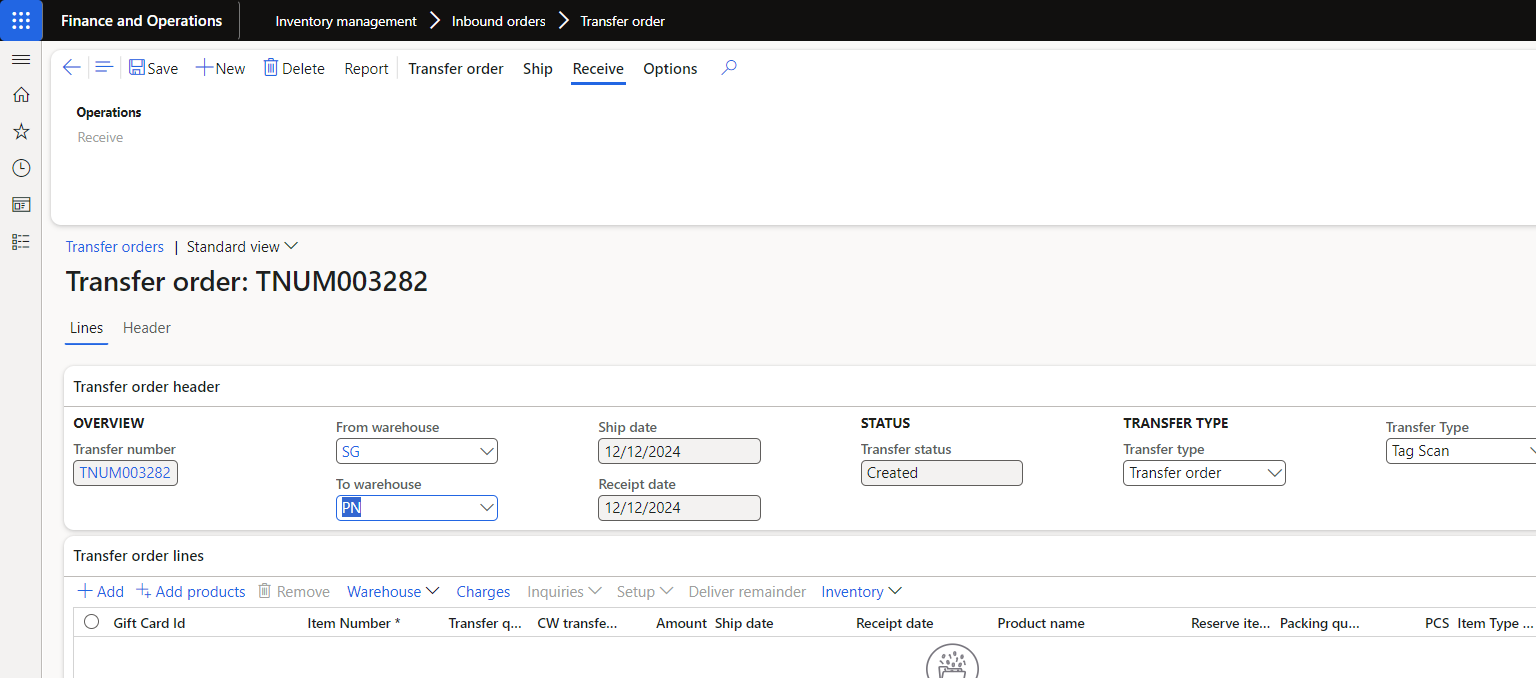 Finance and Operations
Inventory management
Inbound orders
Transfer order
Save
New
Delete
Report
Transfer order
Ship
Receive
Options
Operations
Receive
Transfer orders | Standard view
Transfer order: TNUM003282
Lines
Header
Transfer order header
OVERVIEW
Transfer number
TNUM003282
From warehouse
SG
To warehouse
PN
Ship date
12/12/2024
Receipt date
12/12/2024
STATUS
Transfer status
Created
TRANSFER TYPE
Transfer type
Transfer order
Transfer Type
Tag Scan
Transfer order lines
Add
Add products
Remove
Warehouse
Charges
Inquiries
Setup
Deliver remainder
Inventory
Gift Card Id
Item Number *
Transfer q...
CW transfe...
Amount
Ship date
Receipt date
Product name
Reserve ite...
Packing qu...
PCS
Item Type ...